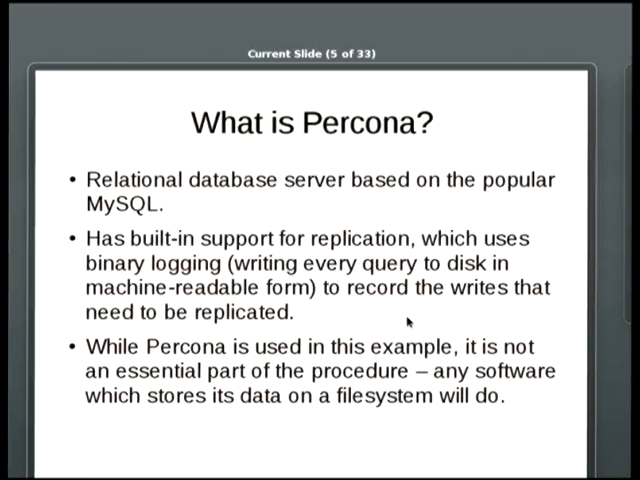 Current Slide (5 of 33)
What is Percona?
• Relational database server based on the popular
MySQL.
• Has built-in support for replication, which uses
binary logging (writing every query to disk in
machine-readable form) to record the writes that
need to be replicated.
• While Percona is used in this example, it is not
an essential part of the procedure – any software
which stores its data on a filesystem will do.